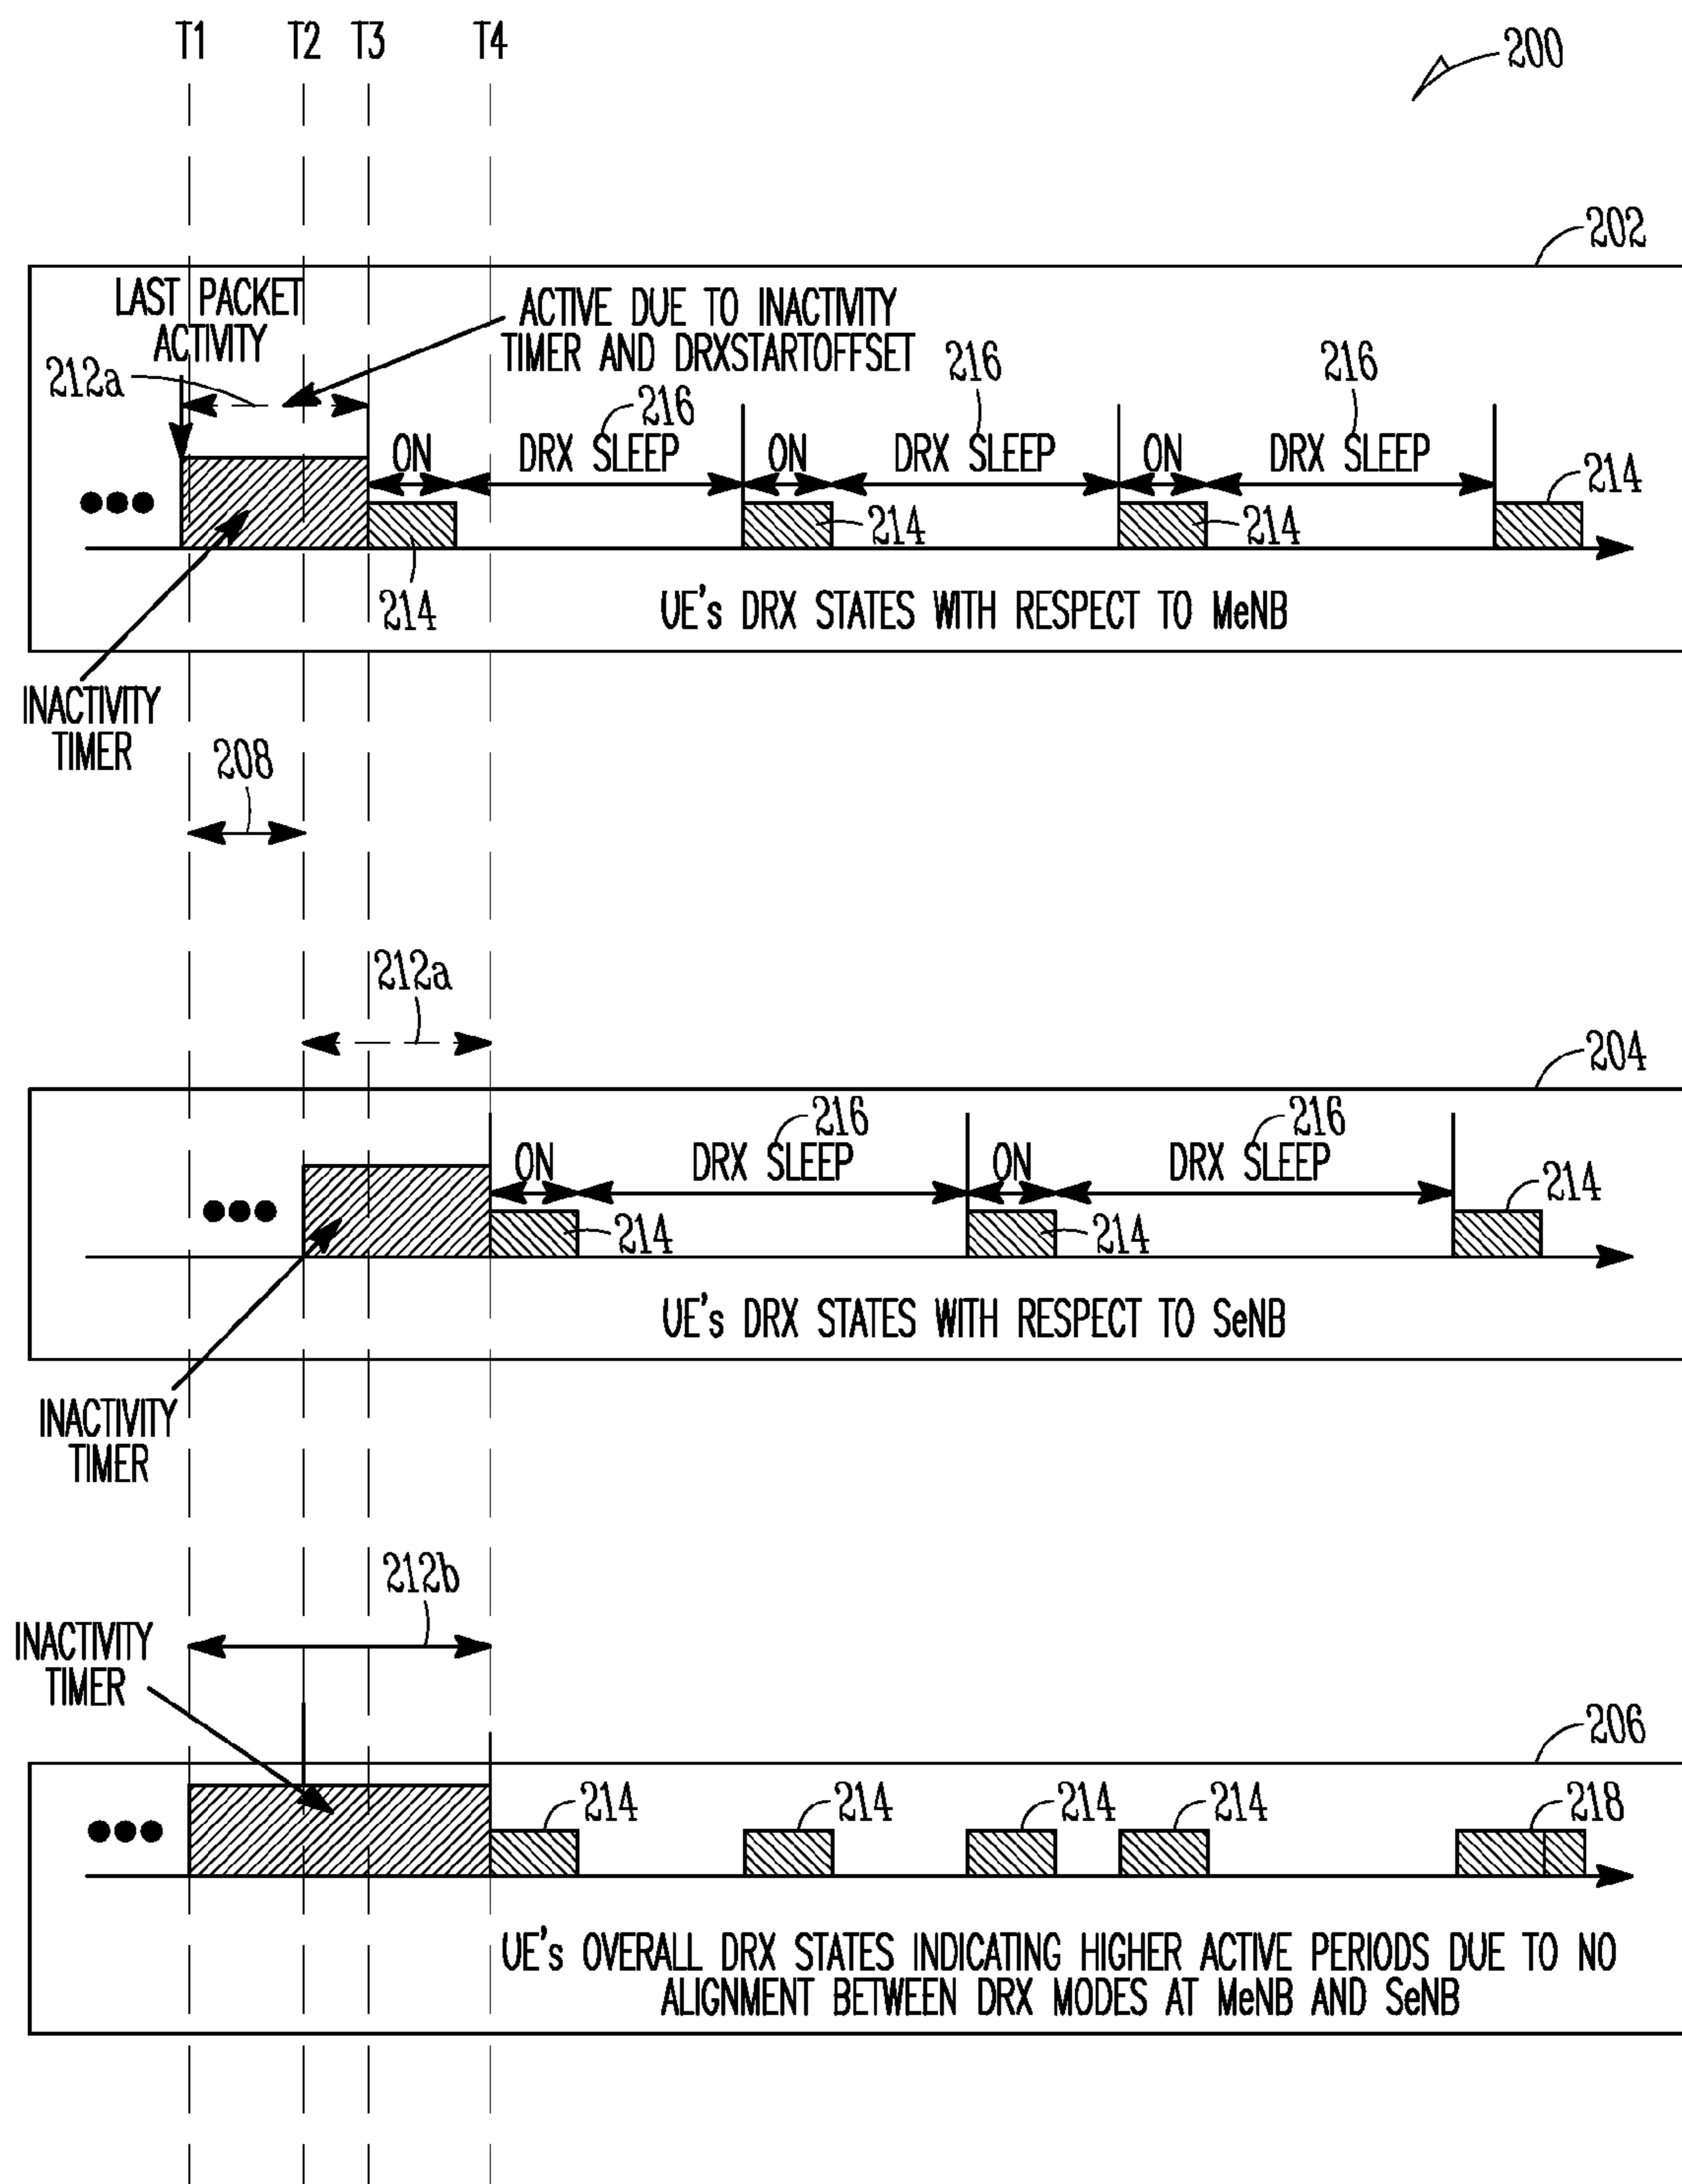 T1 T2 T3 T4
200
202
LAST PACKET
ACTIVITY
ACTIVE DUE TO INACTIVITY
TIMER AND DRXSTARTOFFSET
212a
216
216
216
ON DRX SLEEP ON DRX SLEEP ON DRX SLEEP
214
214
214
214
UE's DRX STATES WITH RESPECT TO MeNB
INACTIVITY
TIMER
208
212a
204
216
216
ON DRX SLEEP ON DRX SLEEP
214
214
214
UE's DRX STATES WITH RESPECT TO SeNB
INACTIVITY
TIMER
212b
INACTIVITY
TIMER
206
214 214 214 214 218
UE's OVERALL DRX STATES INDICATING HIGHER ACTIVE PERIODS DUE TO NO
ALIGNMENT BETWEEN DRX MODES AT MeNB AND SeNB